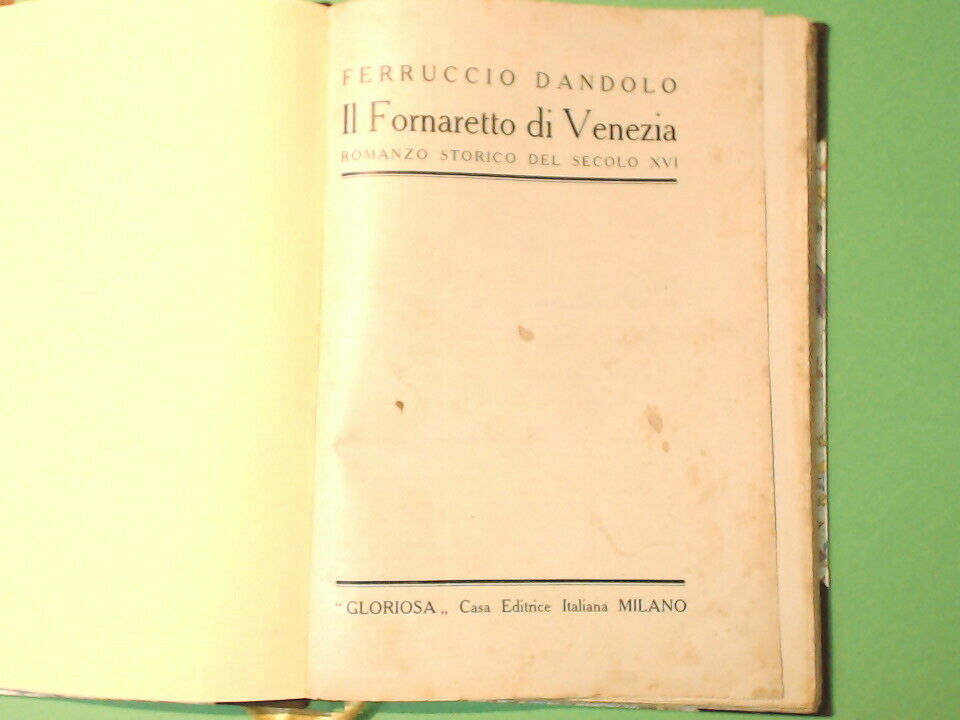 FERRUCCIO DANDOLO
Il Fornaretto di Venezia
ROMANZO STORICO DEL SECOLO XVI
"GLORIOSA„ Casa Editrice Italiana MILANO